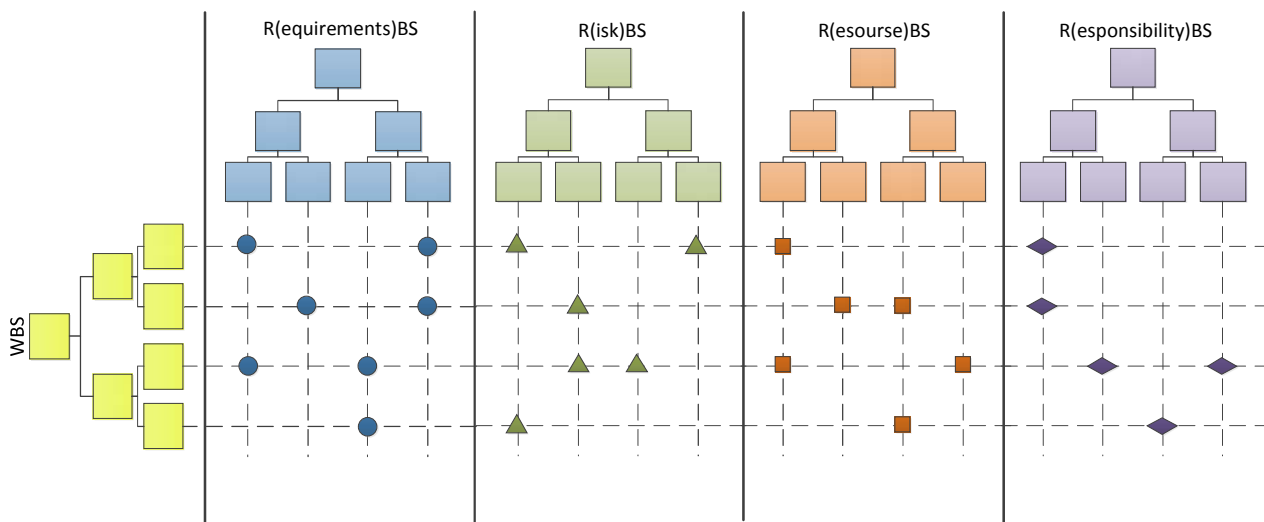 R(equirements)BS
R(isk)BS
R(esourse)BS
R(esponsibility)BS
WBS